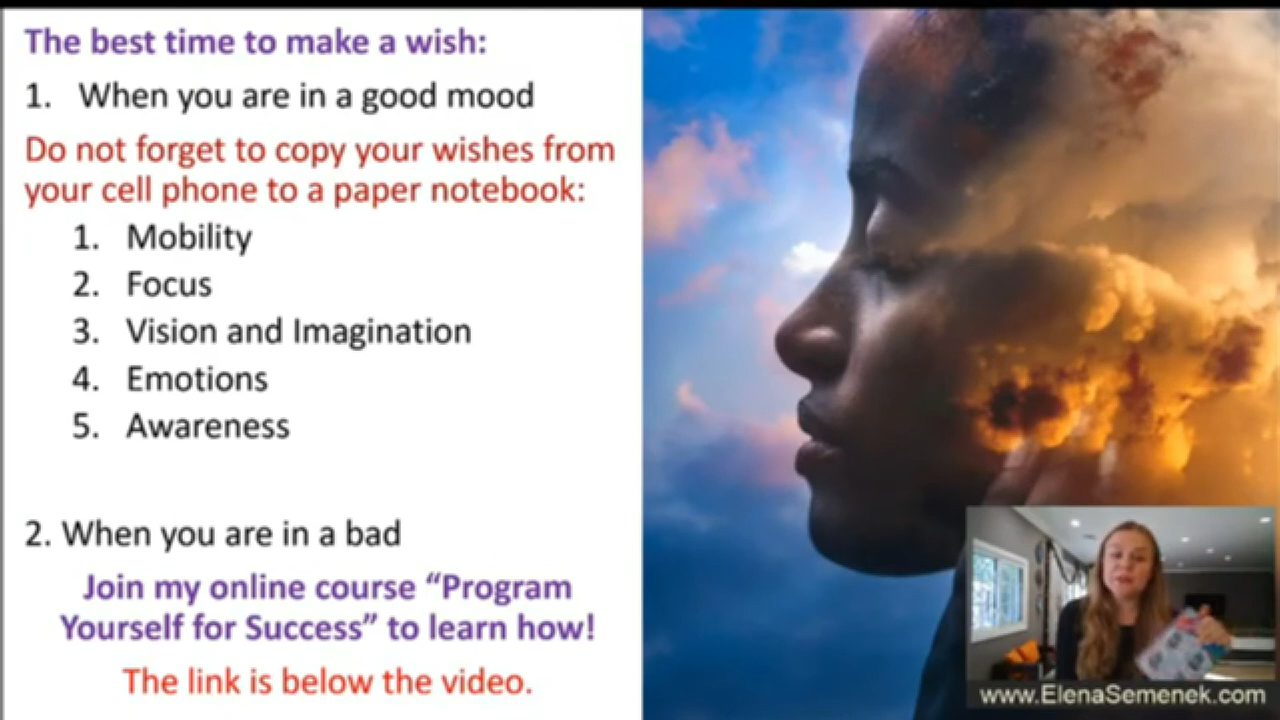 The best time to make a wish:
1. When you are in a good mood
Do not forget to copy your wishes from
your cell phone to a paper notebook:
1. Mobility
2. Focus
3. Vision and Imagination
4. Emotions
5. Awareness
2. When you are in a bad
Join my online course “Program
Yourself for Success” to learn how!
The link is below the video.
www.ElenaSemenek.com